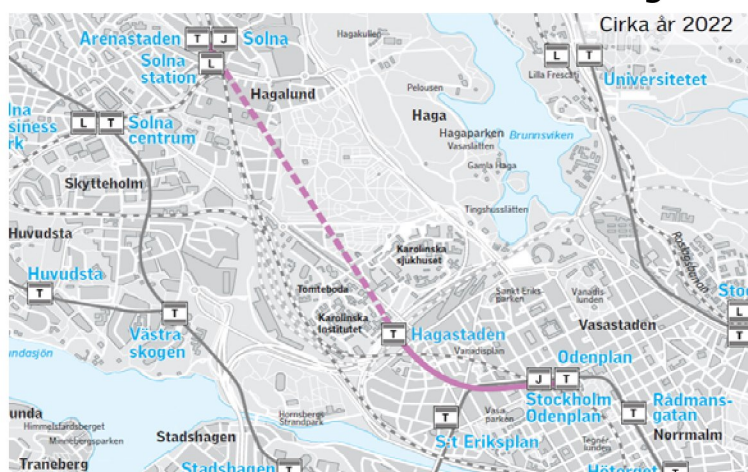 Cirka år 2022
Arenastaden T J Solna
Solna
station
L
Hagakullen
L T
Lilla Frescati
Universitetet
Pelousen
Hagalund
Haga
Hagaparken
Brunnsviken
Vasaslätten
Gamla Haga
L T
Solna
centrum
Skytteholm
Tingshusslätten
Huvudsta
Karolinska
sjukhuset
Huvudsta
T
Tomteboda
Sankt Eriks-
parken
Vanadis-
lunden
L
T
T
Västra
skogen
Karolinska
Institutet
T
Hagastaden
Vasastaden
Vanadisplan
Odenplan
J T
Stockholm
Odenplan
Rådmans-
gatan
T
Hornsbergs
Strandpark
Vasa-
parken
T
S:t Eriksplan
Tegnér-
lunden
Norrmalm
Himmelsfärdsberget
Minnebergsparken
Stadshagen
Traneberg
Stadshagen
T
Hötorget
T